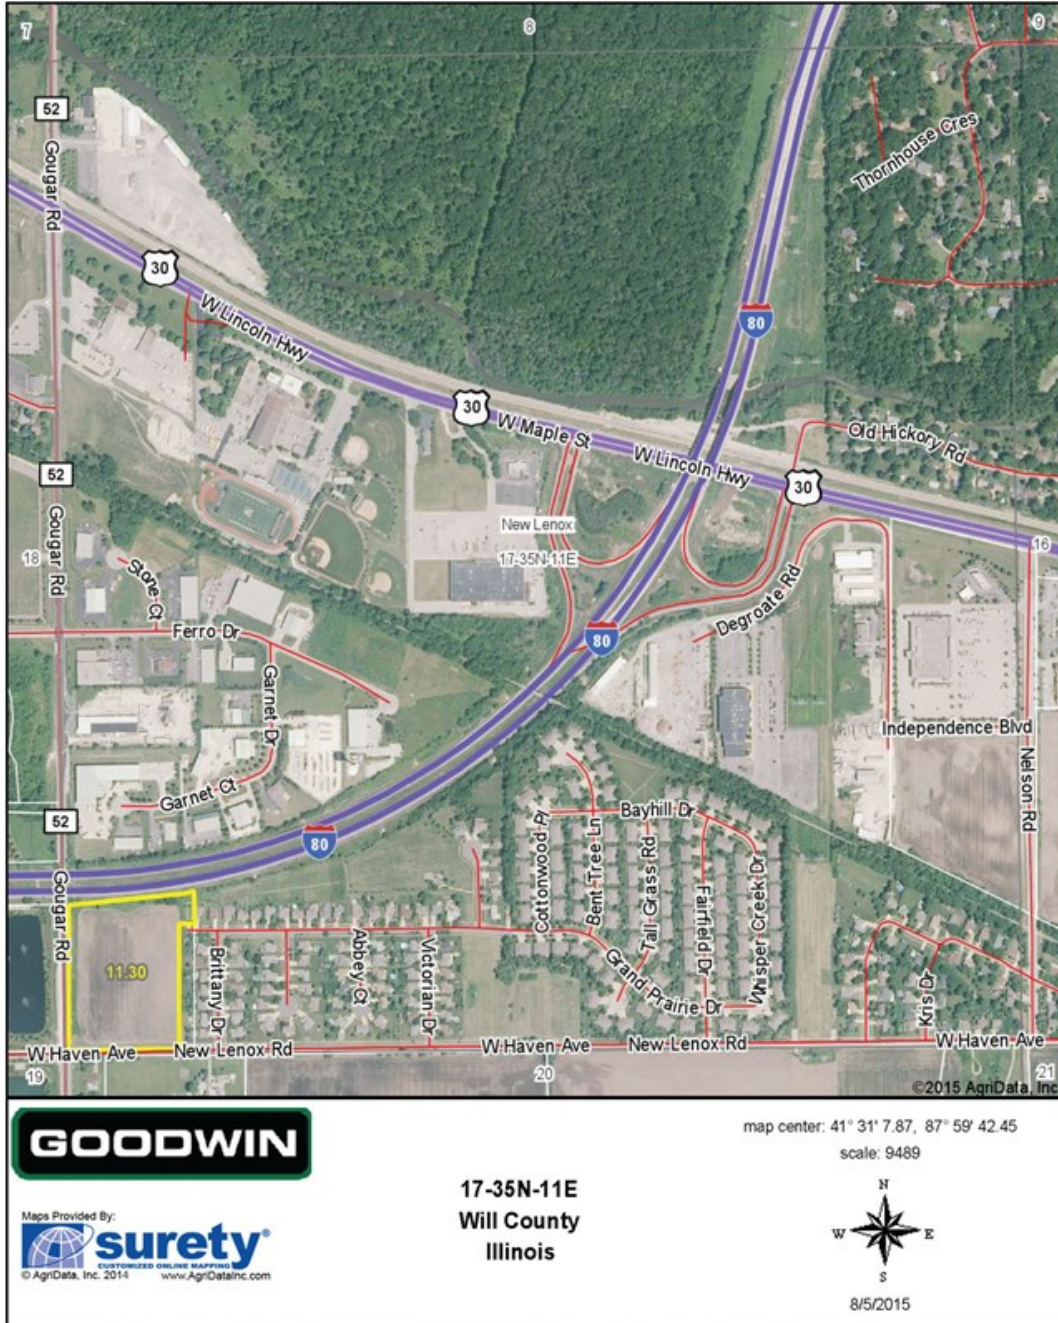 7
8
9
52
Gougar Rd
Thornhouse Cres
30
W Lincoln Hwy
80
30
W Maple St
W Lincoln Hwy
Old Hickory Rd
30
52
Gougar Rd
New Lenox
17-35N-11E
16
18
Stone Ct
Ferro Dr
Degroate Rd
80
Garnet Dr
Independence Blvd
Nelson Rd
Garnet Ct
52
80
Bayhill Dr
Cottonwood Pl
Bent Tree Ln
Tall Grass Rd
Fairfield Dr
Whisper Creek Dr
Gougar Rd
11.30
Brittany Dr
Abbey Ct
Victorian Dr
Grand Prairie Dr
Kris Dr
W Haven Ave
New Lenox Rd
W Haven Ave
New Lenox Rd
W Haven Ave
19
20
21
©2015 AgriData, Inc
GOODWIN
map center: 41° 31' 7.87, 87° 59' 42.45
scale: 9489
17-35N-11E
Will County
Illinois
N
W
E
S
8/5/2015
Maps Provided By:
surety®
CUSTOMIZED ONLINE MAPPING
© AgriData, Inc. 2014
www.AgriDataInc.com